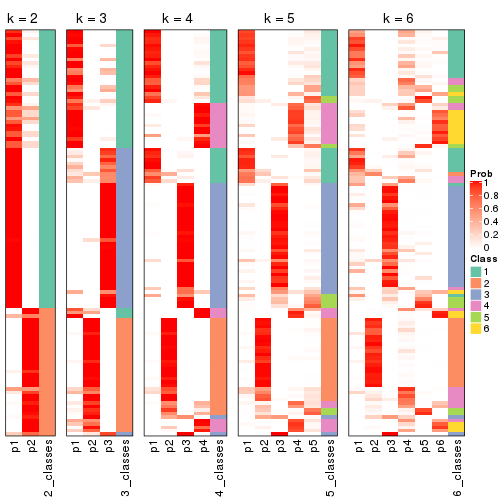 k = 2
k = 3
k = 4
k = 5
k = 6
Prob
1
0.8
0.6
0.4
0.2
0
Class
1
2
3
4
5
6
p1
p2
2_classes
p1
p2
p3
3_classes
p1
p2
p3
p4
4_classes
p1
p2
p3
p4
p5
5_classes
p1
p2
p3
p4
p5
p6
6_classes